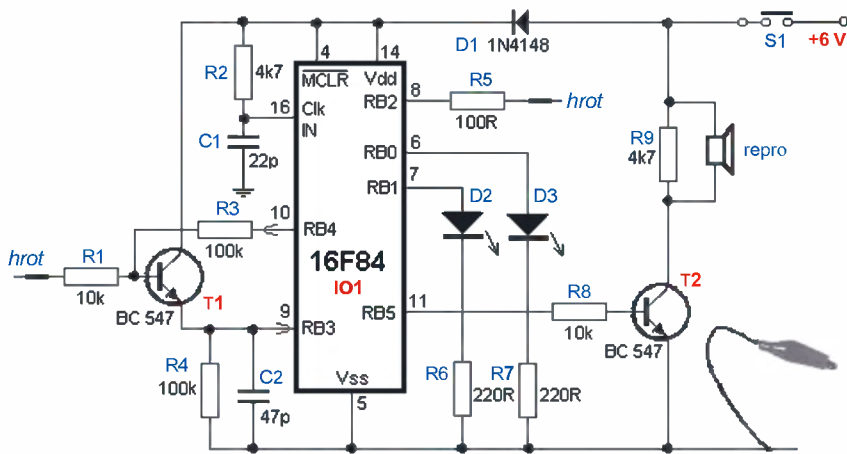 D1
1N4148
S1
+6 V
R2
4k7
4
14
MCLR
Vdd
16
Clk
IN
RB2
8
R5
100R
hrot
C1
22p
RB0
6
R9
4k7
repro
RB1
7
D2
D3
R3
100k
10
RB4
hrot
R1
10k
T1
BC 547
16F84
IO1
9
RB3
RB5
11
R8
10k
T2
BC 547
R4
100k
C2
47p
Vss
5
R6
220R
R7
220R